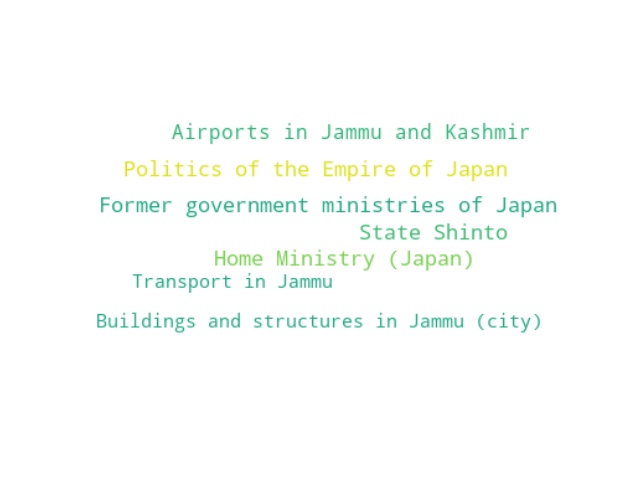 Airports in Jammu and Kashmir
Politics of the Empire of Japan
Former government ministries of Japan
State Shinto
Home Ministry (Japan)
Transport in Jammu
Buildings and structures in Jammu (city)